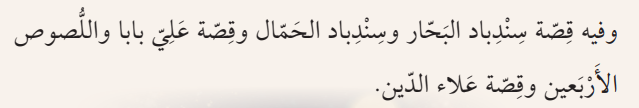 وفيه قِصّة سِنْدِباد البَحّار وسِنْدِباد الحَمّال وقِصّة عَلِيّ بابا واللُّصوص
الأَرْبَعين وقِصّة عَلاء الدّين.